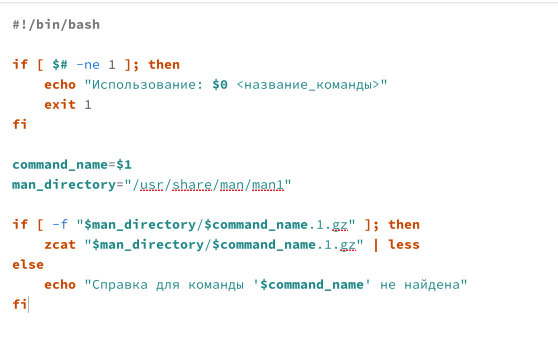 #!/bin/bash
if [ $# -ne 1 ]; then
echo "Использование: $0 <название_команды>"
exit 1
fi
command_name=$1
man_directory="/usr/share/man/man1"
if [ -f "$man_directory/$command_name.1.gz" ]; then
zcat "$man_directory/$command_name.1.gz" | less
else
echo "Справка для команды '$command_name' не найдена"
fi